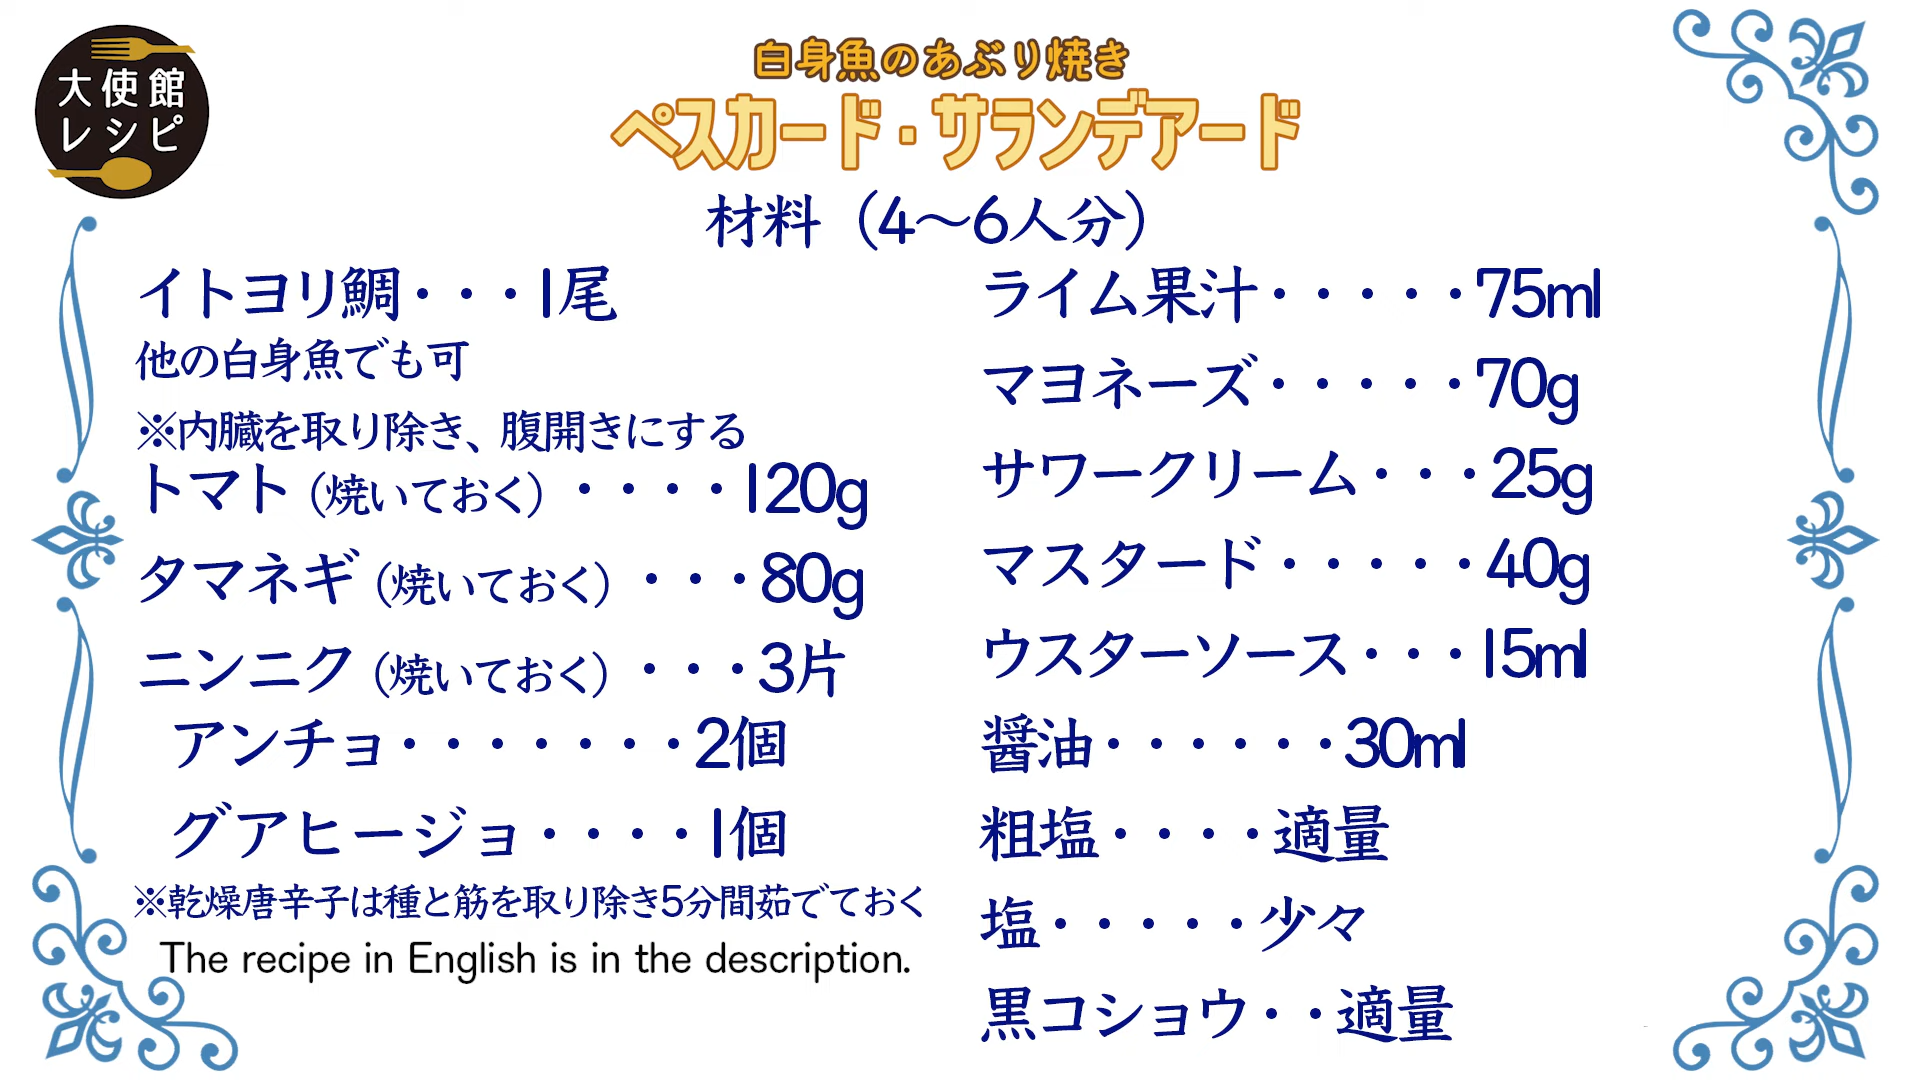 大使館
レシピ
白身魚のあぶり焼き
ペスカード・サランデアード
材料（4〜6人分）
イトヨリ鯛・・・1尾
他の白身魚でも可
※内臓を取り除き、腹開きにする
トマト（焼いておく）・・・・120g
タマネギ（焼いておく）・・・80g
ニンニク（焼いておく）・・・3片
アンチョ・・・・・・・2個
グアヒージョ・・・・1個
※乾燥唐辛子は種と筋を取り除き5分間茹でておく
The recipe in English is in the description.
ライム果汁・・・・・75ml
マヨネーズ・・・・・70g
サワークリーム・・・25g
マスタード・・・・・40g
ウスターソース・・・15ml
醤油・・・・・・30ml
粗塩・・・・適量
塩・・・・・少々
黒コショウ・・適量